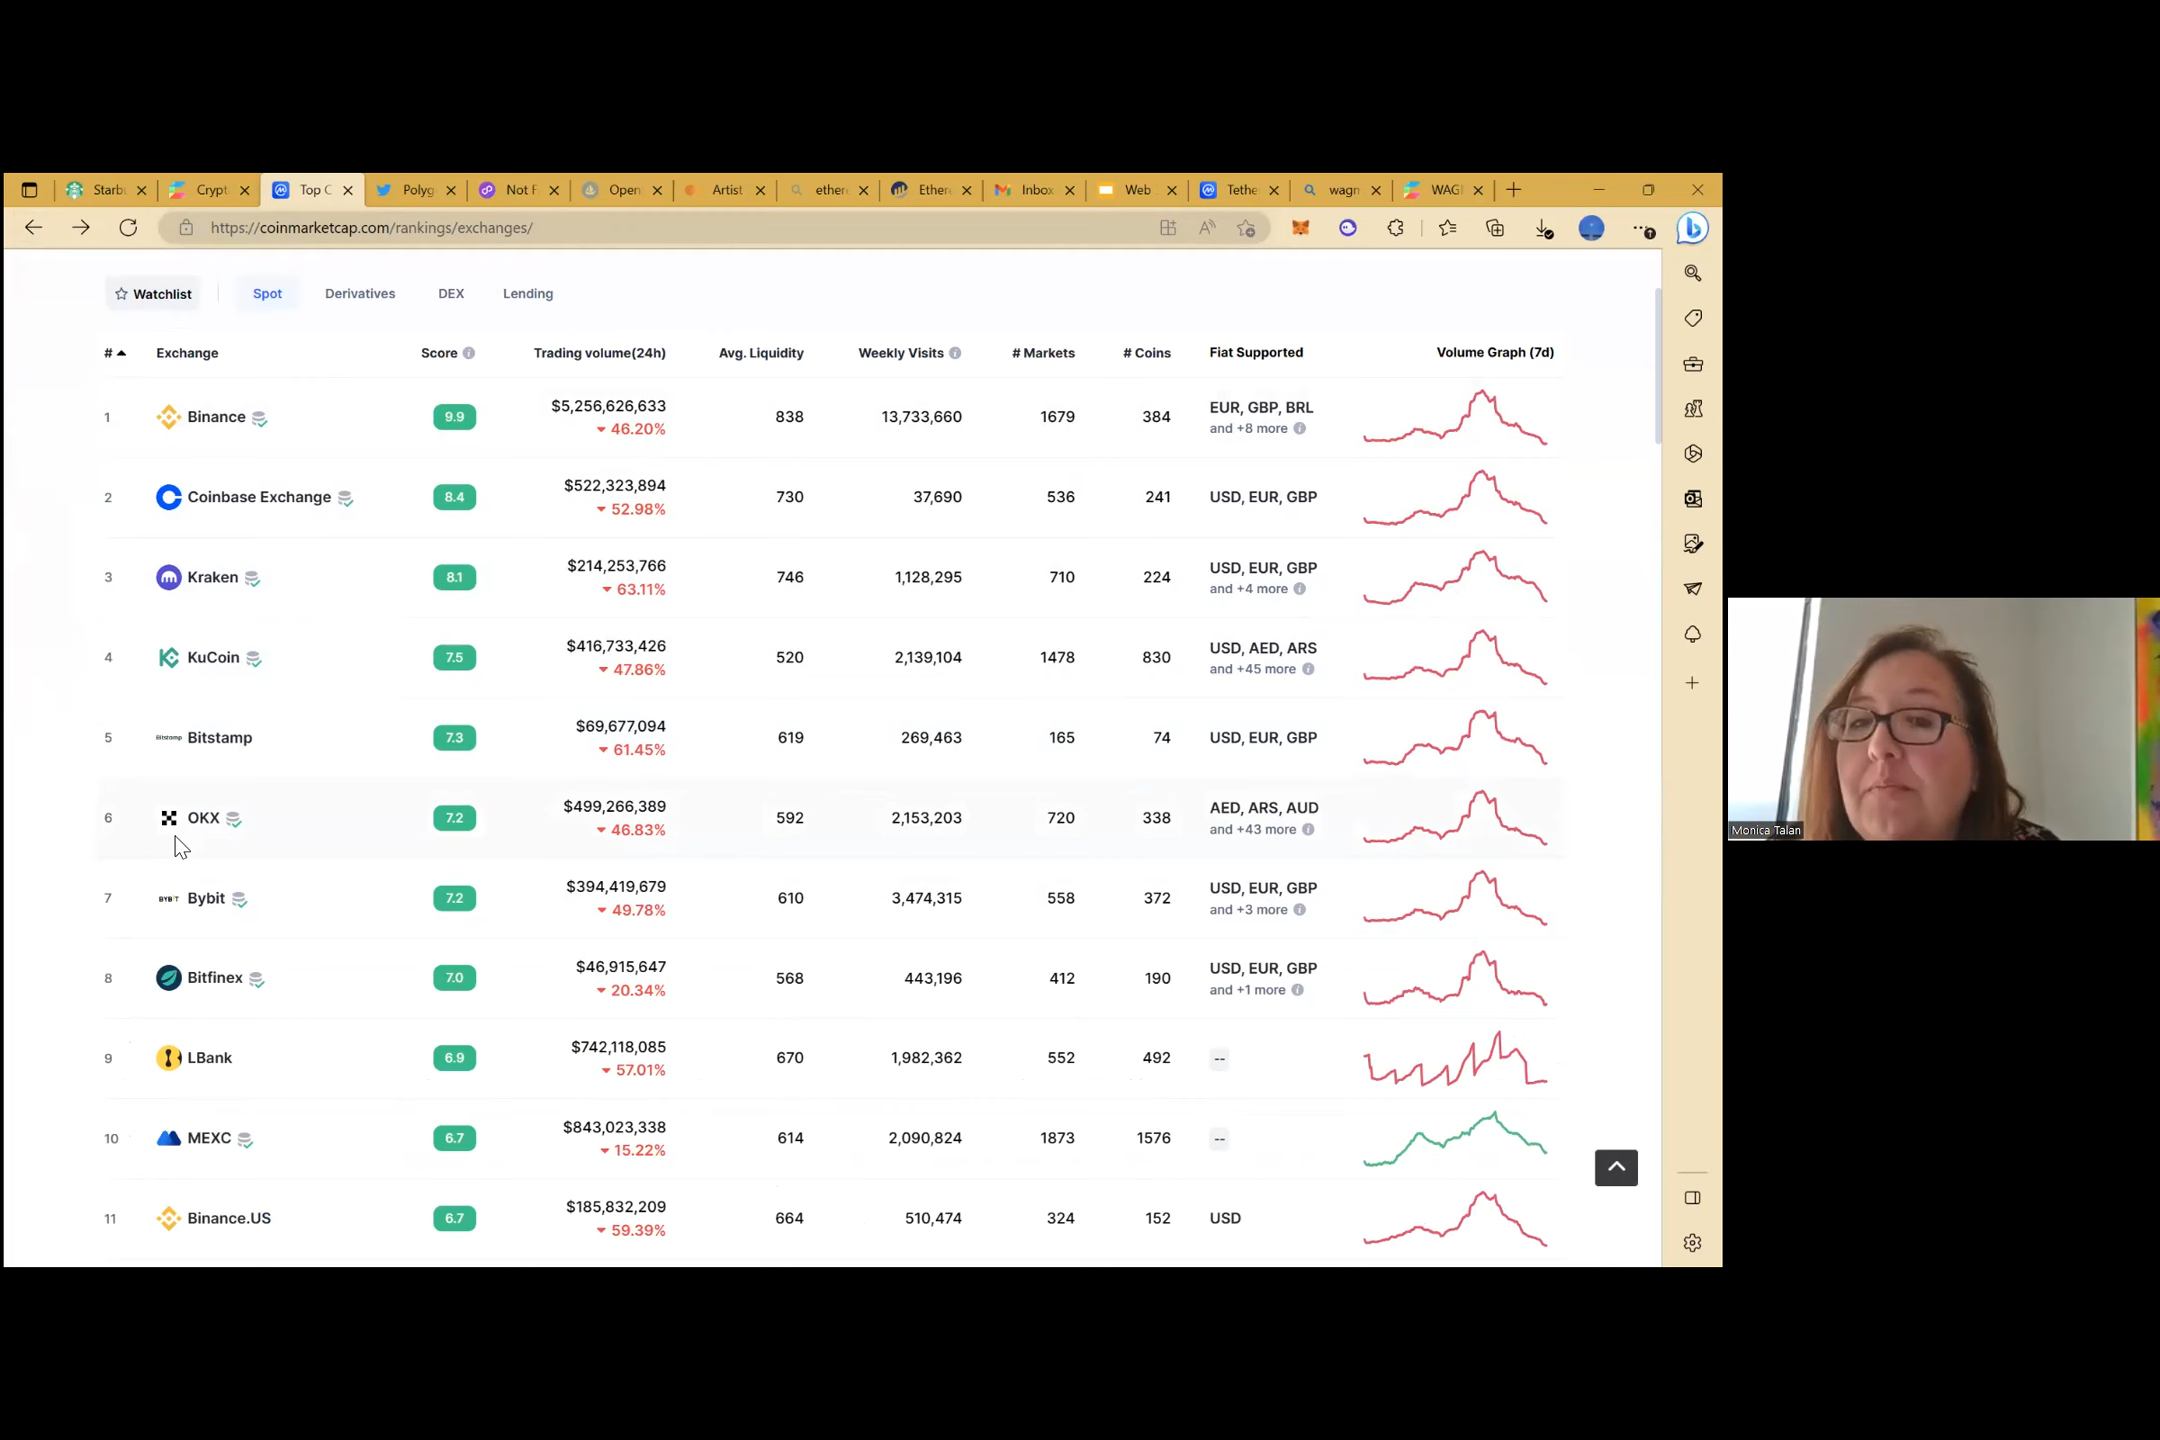 Starb Crypt Top C Polyg Not F Open Artist ether Ether Inbox Web Tethe wagn WAG
https://coinmarketcap.com/rankings/exchanges/
Watchlist Spot Derivatives DEX Lending
# Exchange Score Trading volume(24h) Avg. Liquidity Weekly Visits # Markets # Coins Fiat Supported Volume Graph (7d)
1 Binance 9.9 $5,256,626,633 838 13,733,660 1679 384 EUR, GBP, BRL
46.20% and +8 more
2 Coinbase Exchange 8.4 $522,323,894 730 37,690 536 241 USD, EUR, GBP
52.98%
3 Kraken 8.1 $214,253,766 746 1,128,295 710 224 USD, EUR, GBP
63.11% and +4 more
4 KuCoin 7.5 $416,733,426 520 2,139,104 1478 830 USD, AED, ARS
47.86% and +45 more
5 Bitstamp Bitstamp 7.3 $69,677,094 619 269,463 165 74 USD, EUR, GBP
61.45%
6 OKX 7.2 $499,266,389 592 2,153,203 720 338 AED, ARS, AUD
46.83% and +43 more
7 BYBIT Bybit 7.2 $394,419,679 610 3,474,315 558 372 USD, EUR, GBP
49.78% and +3 more
8 Bitfinex 7.0 $46,915,647 568 443,196 412 190 USD, EUR, GBP
20.34% and +1 more
9 LBank 6.9 $742,118,085 670 1,982,362 552 492 --
57.01%
10 MEXC 6.7 $843,023,338 614 2,090,824 1873 1576 --
15.22%
11 Binance.US 6.7 $185,832,209 664 510,474 324 152 USD
59.39%
Monica Talan